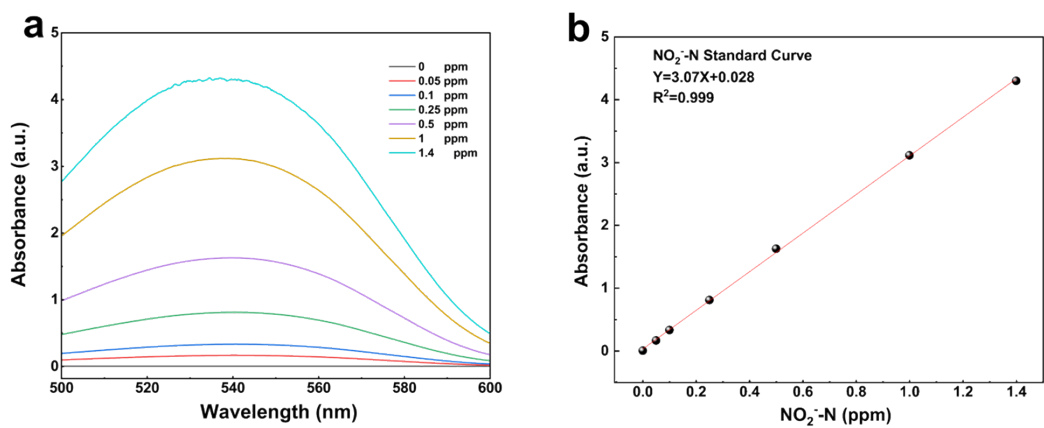 a
5
4
3
2
1
0
500
520
540
560
580
600
Absorbance (a.u.)
Wavelength (nm)
0 ppm
0.05 ppm
0.1 ppm
0.25 ppm
0.5 ppm
1 ppm
1.4 ppm
b
5
4
3
2
1
0
0.0
0.2
0.4
0.6
0.8
1.0
1.2
1.4
Absorbance (a.u.)
NO₂⁻-N (ppm)
NO₂⁻-N Standard Curve
Y=3.07X+0.028
R²=0.999